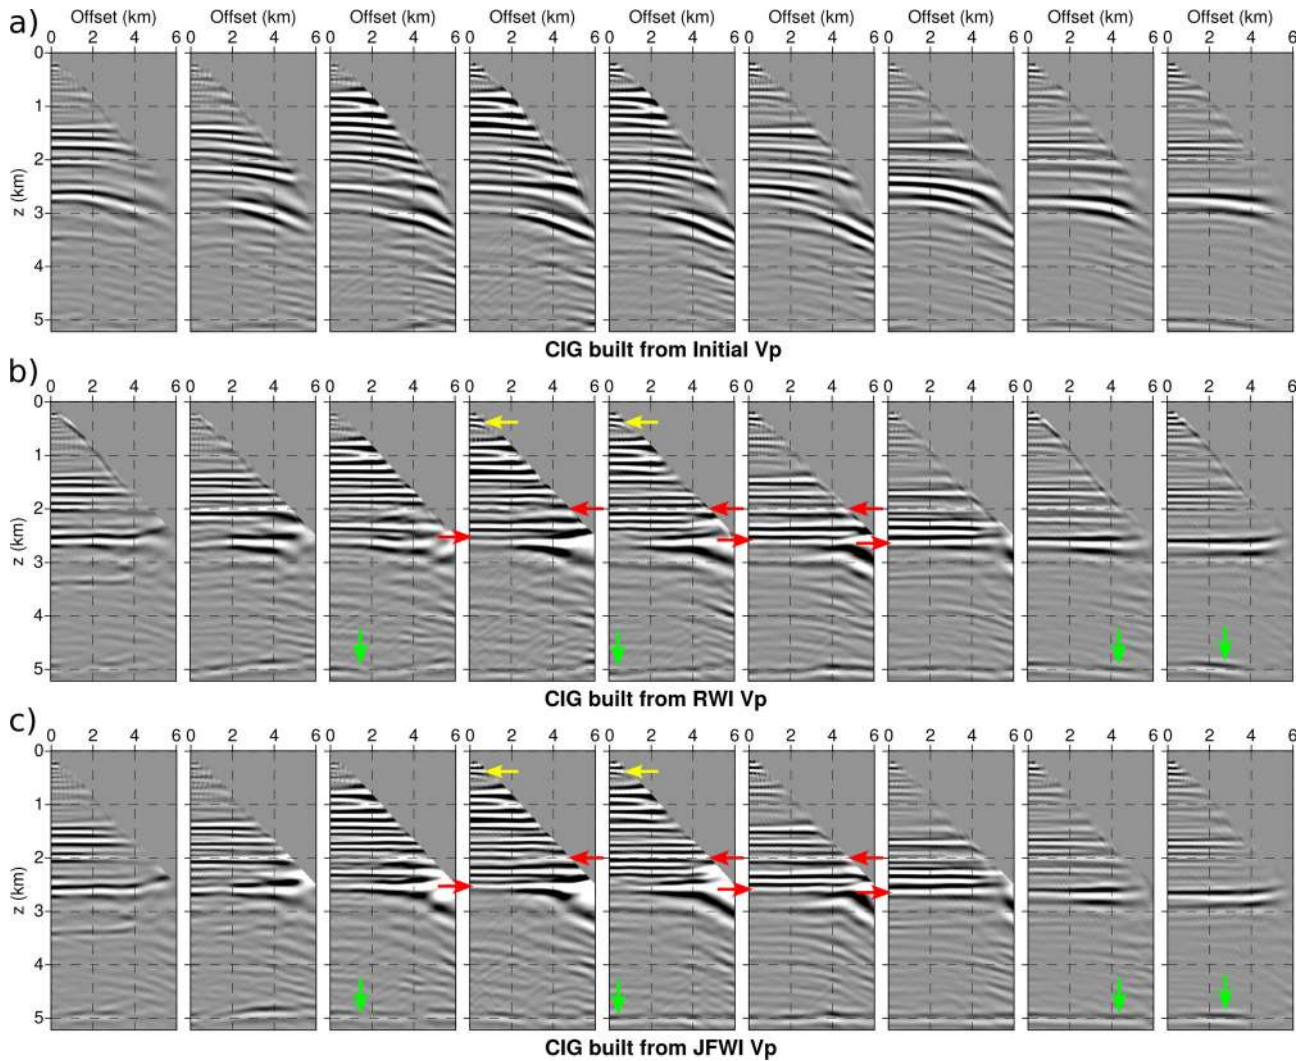 a)
Offset (km) Offset (km) Offset (km) Offset (km) Offset (km) Offset (km) Offset (km) Offset (km) Offset (km)
0 2 4 6 0 2 4 6 0 2 4 6 0 2 4 6 0 2 4 6 0 2 4 6 0 2 4 6 0 2 4 6 0 2 4 6
0
1
2
z (km)
3
4
5
CIG built from Initial Vp
b)
0 2 4 6 0 2 4 6 0 2 4 6 0 2 4 6 0 2 4 6 0 2 4 6 0 2 4 6 0 2 4 6 0 2 4 6
0
1
2
z (km)
3
4
5
CIG built from RWI Vp
c)
0 2 4 6 0 2 4 6 0 2 4 6 0 2 4 6 0 2 4 6 0 2 4 6 0 2 4 6 0 2 4 6 0 2 4 6
0
1
2
z (km)
3
4
5
CIG built from JFWI Vp